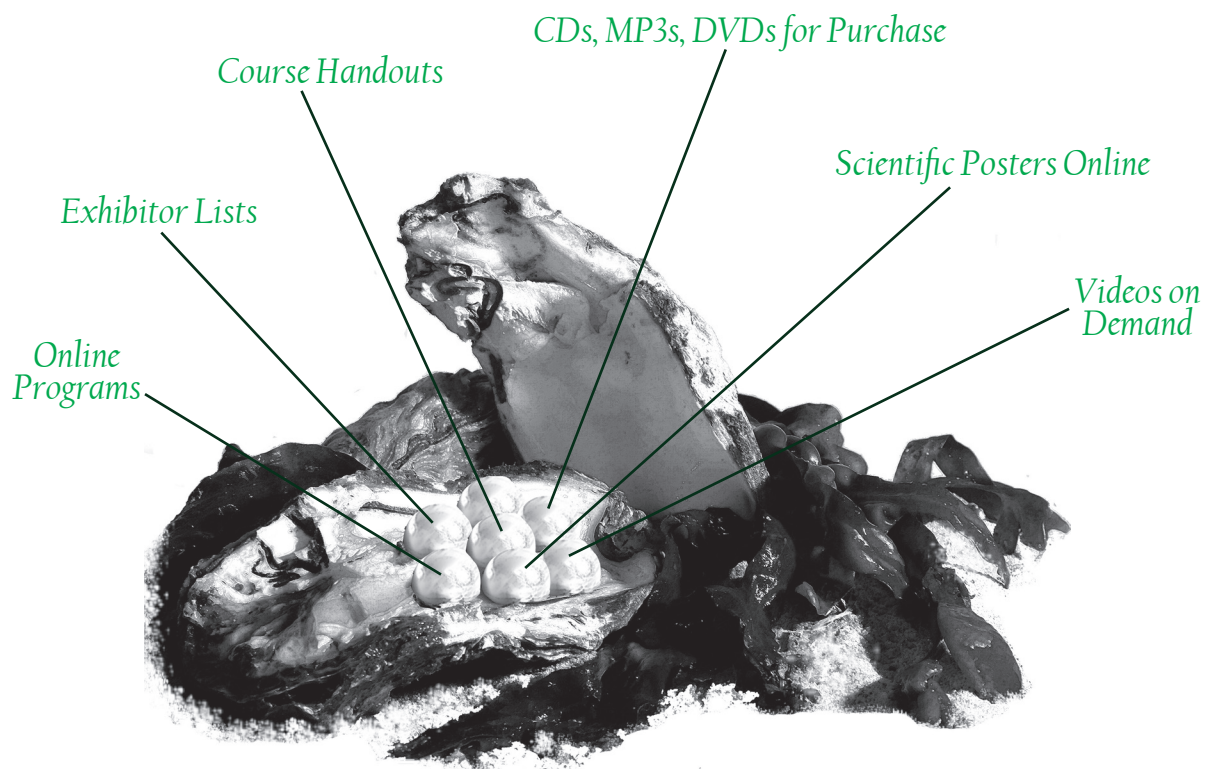 CDs, MP3s, DVDs for Purchase
Course Handouts
Scientific Posters Online
Exhibitor Lists
Videos on
Demand
Online
Programs